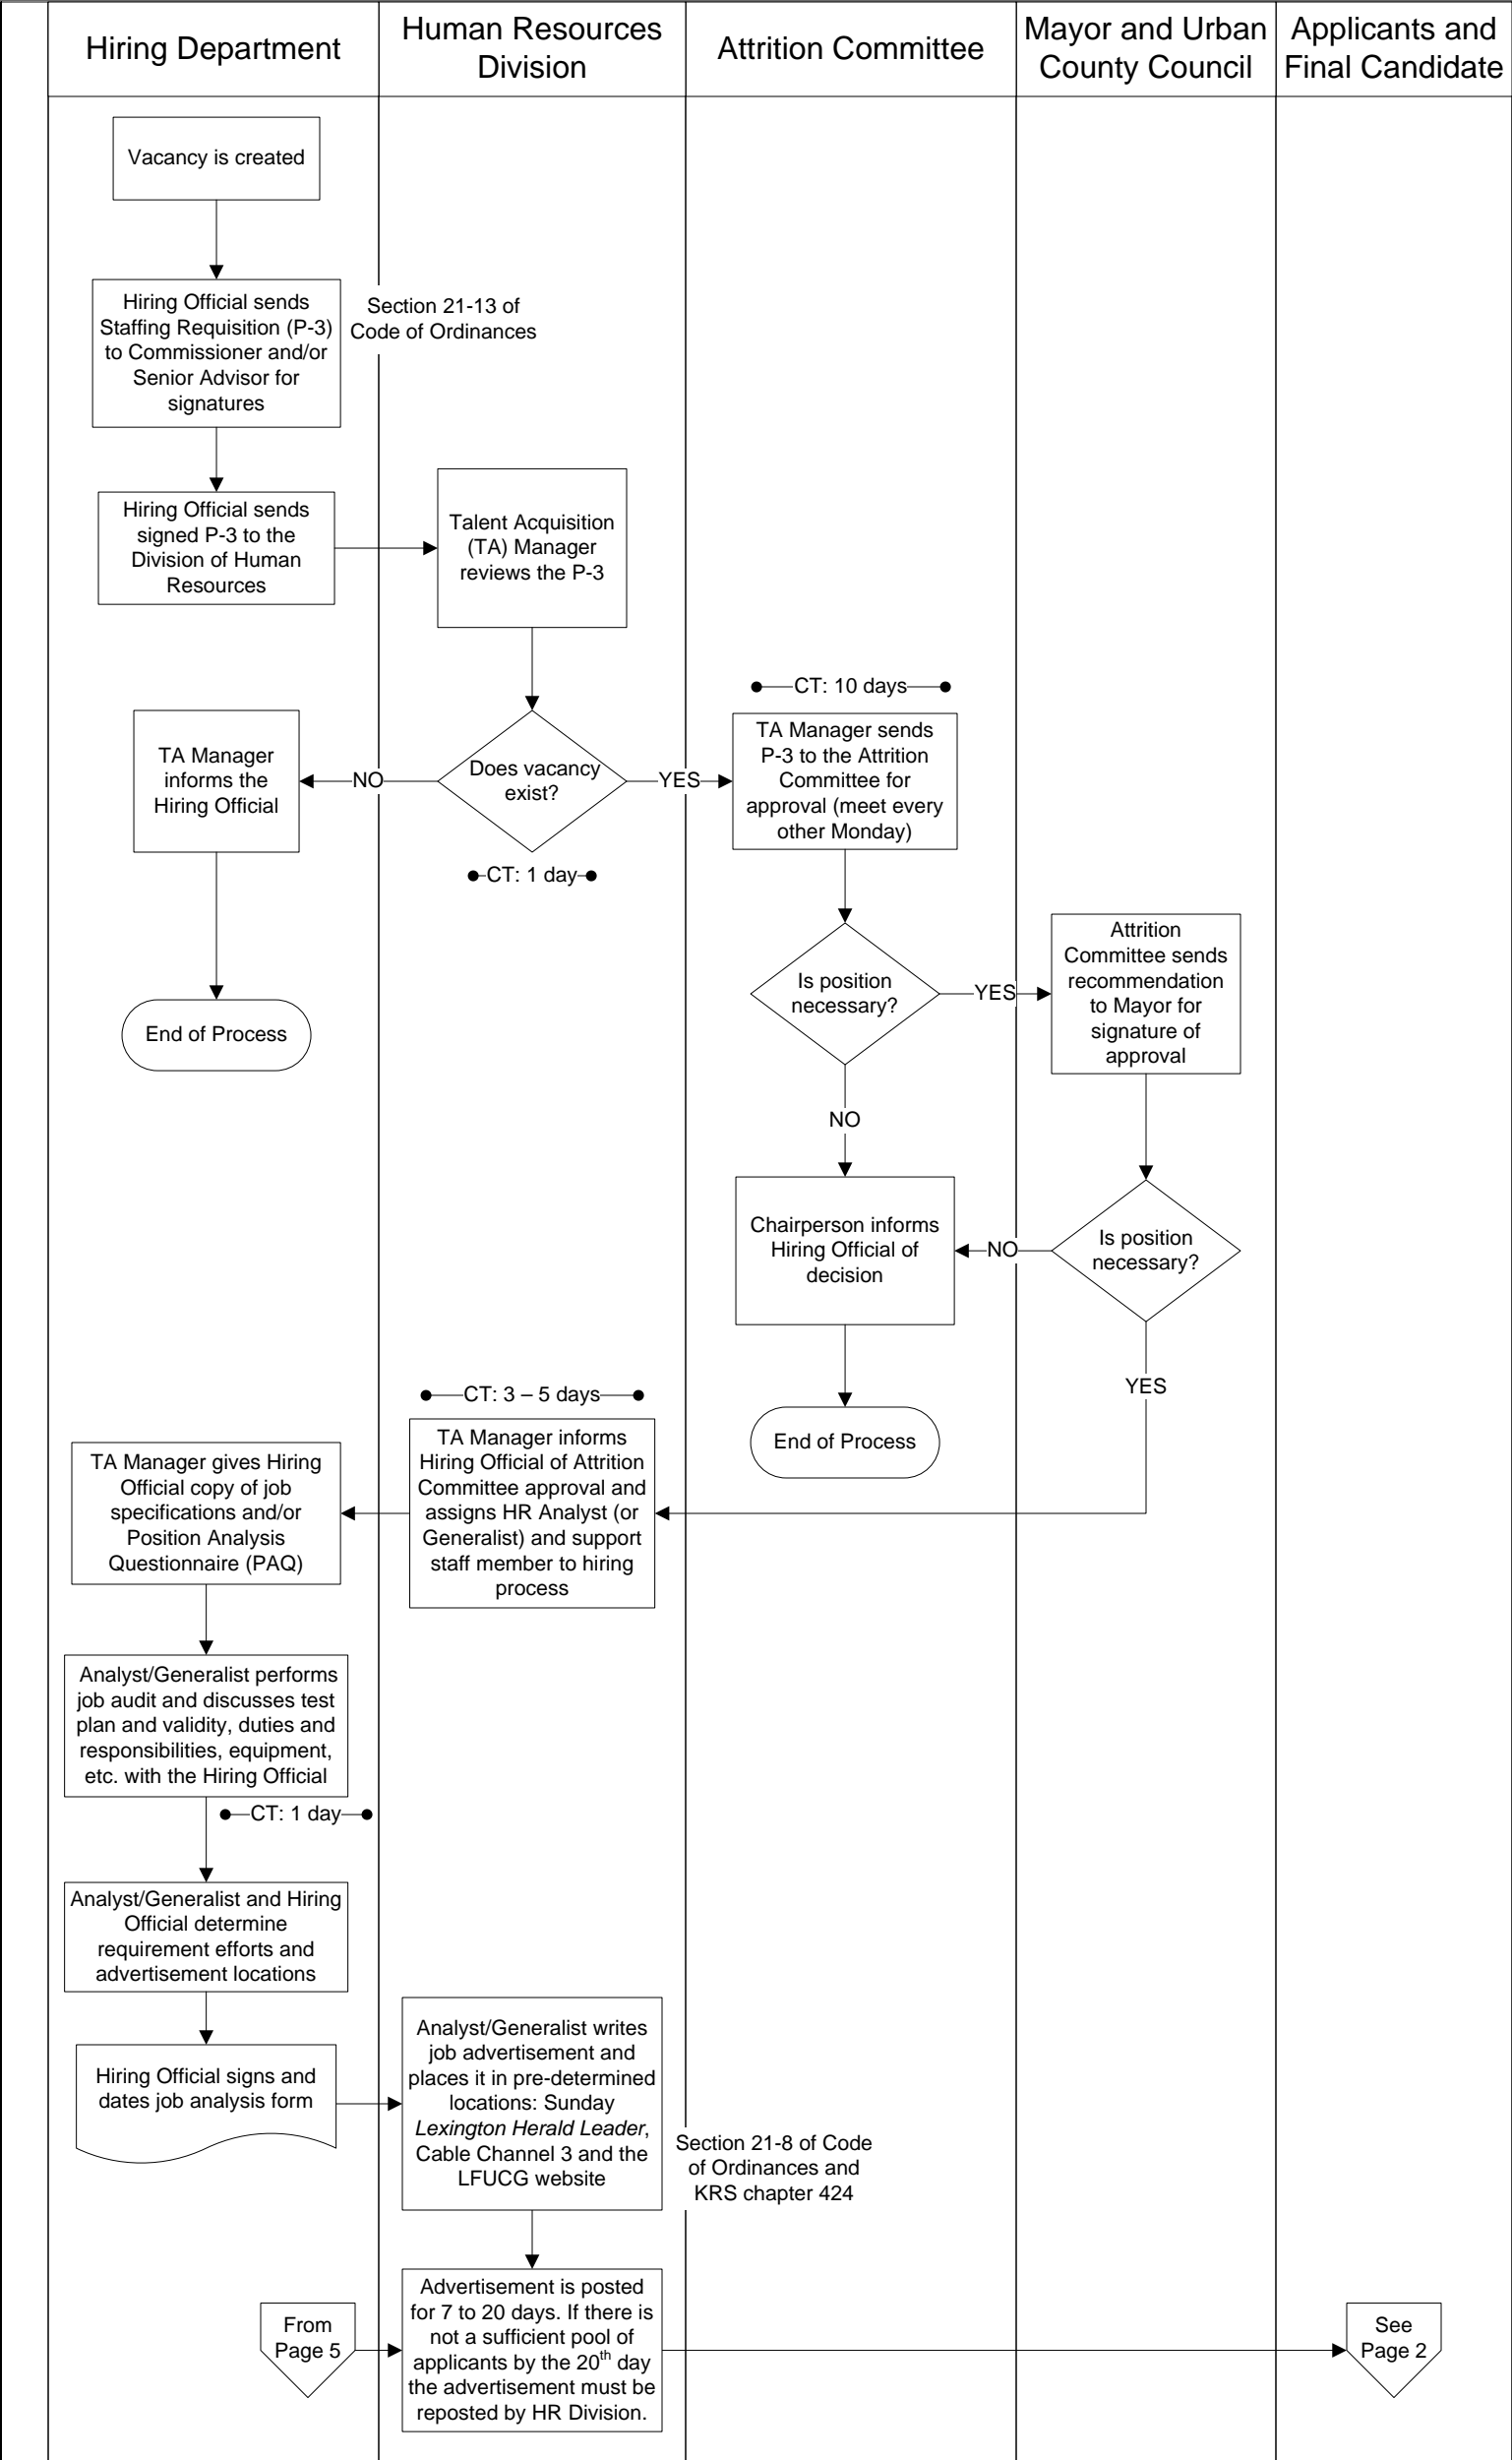 Hiring Department
Human Resources
Division
Attrition Committee
Mayor and Urban
County Council
Applicants and
Final Candidate
Vacancy is created
Hiring Official sends
Staffing Requisition (P-3)
to Commissioner and/or
Senior Advisor for
signatures
Section 21-13 of
Code of Ordinances
Hiring Official sends
signed P-3 to the
Division of Human
Resources
Talent Acquisition
(TA) Manager
reviews the P-3
Does vacancy
exist?
CT: 1 day
NO
TA Manager
informs the
Hiring Official
End of Process
YES
CT: 10 days
TA Manager sends
P-3 to the Attrition
Committee for
approval (meet every
other Monday)
Is position
necessary?
YES
Attrition
Committee sends
recommendation
to Mayor for
signature of
approval
NO
Chairperson informs
Hiring Official of
decision
NO
Is position
necessary?
End of Process
YES
CT: 3 – 5 days
TA Manager informs
Hiring Official of Attrition
Committee approval and
assigns HR Analyst (or
Generalist) and support
staff member to hiring
process
TA Manager gives Hiring
Official copy of job
specifications and/or
Position Analysis
Questionnaire (PAQ)
Analyst/Generalist performs
job audit and discusses test
plan and validity, duties and
responsibilities, equipment,
etc. with the Hiring Official
CT: 1 day
Analyst/Generalist and Hiring
Official determine
requirement efforts and
advertisement locations
Hiring Official signs and
dates job analysis form
Analyst/Generalist writes
job advertisement and
places it in pre-determined
locations: Sunday
Lexington Herald Leader,
Cable Channel 3 and the
LFUCG website
Section 21-8 of Code
of Ordinances and
KRS chapter 424
From
Page 5
Advertisement is posted
for 7 to 20 days. If there is
not a sufficient pool of
applicants by the 20th day
the advertisement must be
reposted by HR Division.
See
Page 2